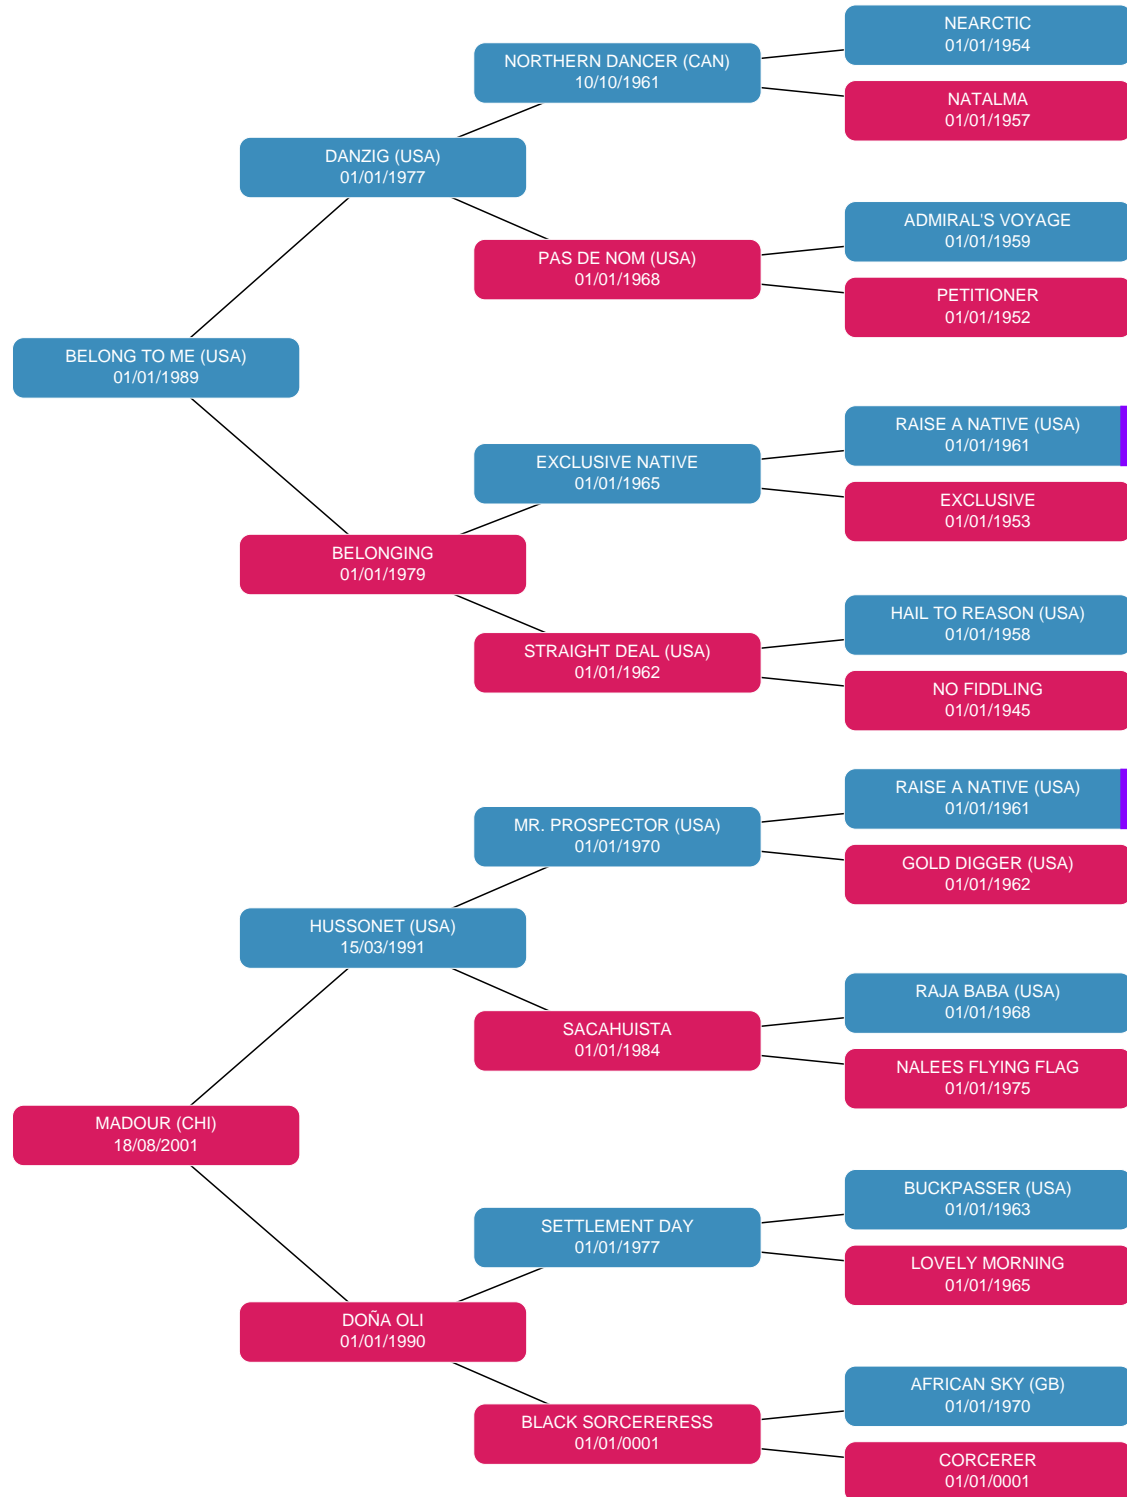 NEARCTIC
01/01/1954
NORTHERN DANCER (CAN)
10/10/1961
NATALMA
01/01/1957
DANZIG (USA)
01/01/1977
ADMIRAL'S VOYAGE
01/01/1959
PAS DE NOM (USA)
01/01/1968
PETITIONER
01/01/1952
BELONG TO ME (USA)
01/01/1989
RAISE A NATIVE (USA)
01/01/1961
EXCLUSIVE NATIVE
01/01/1965
EXCLUSIVE
01/01/1953
BELONGING
01/01/1979
HAIL TO REASON (USA)
01/01/1958
STRAIGHT DEAL (USA)
01/01/1962
NO FIDDLING
01/01/1945
RAISE A NATIVE (USA)
01/01/1961
MR. PROSPECTOR (USA)
01/01/1970
GOLD DIGGER (USA)
01/01/1962
HUSSONET (USA)
15/03/1991
RAJA BABA (USA)
01/01/1968
SACAHUISTA
01/01/1984
NALEES FLYING FLAG
01/01/1975
MADOUR (CHI)
18/08/2001
BUCKPASSER (USA)
01/01/1963
SETTLEMENT DAY
01/01/1977
LOVELY MORNING
01/01/1965
DOÑA OLI
01/01/1990
AFRICAN SKY (GB)
01/01/1970
BLACK SORCERERESS
01/01/0001
CORCERER
01/01/0001